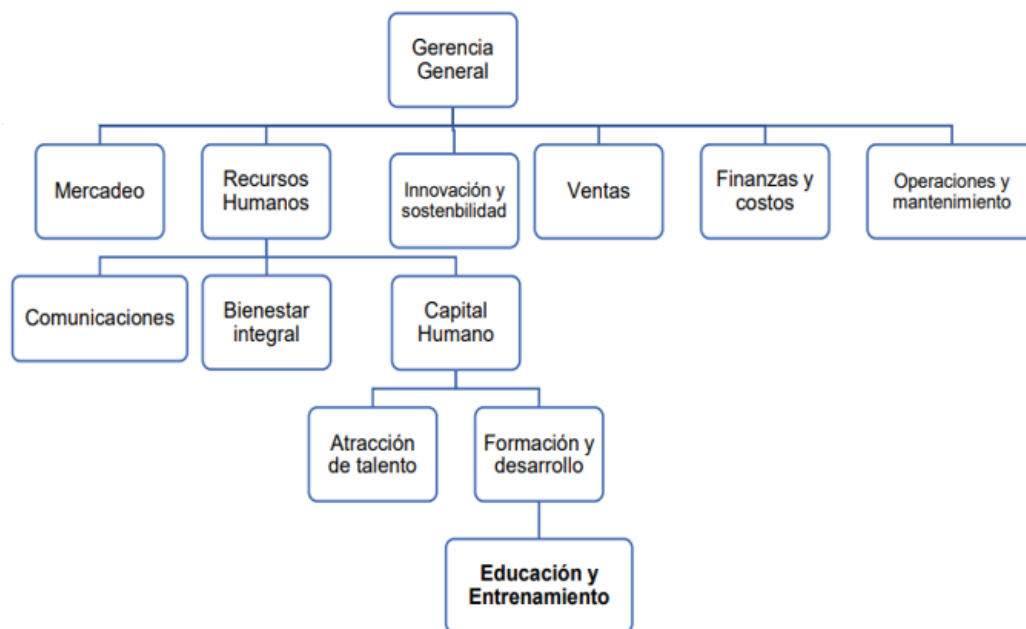 Gerencia
General
Mercadeo
Recursos
Humanos
Innovación y
sostenbilidad
Ventas
Finanzas y
costos
Operaciones y
mantenimiento
Comunicaciones
Bienestar
integral
Capital
Humano
Atracción
de talento
Formación y
desarrollo
Educación y
Entrenamiento